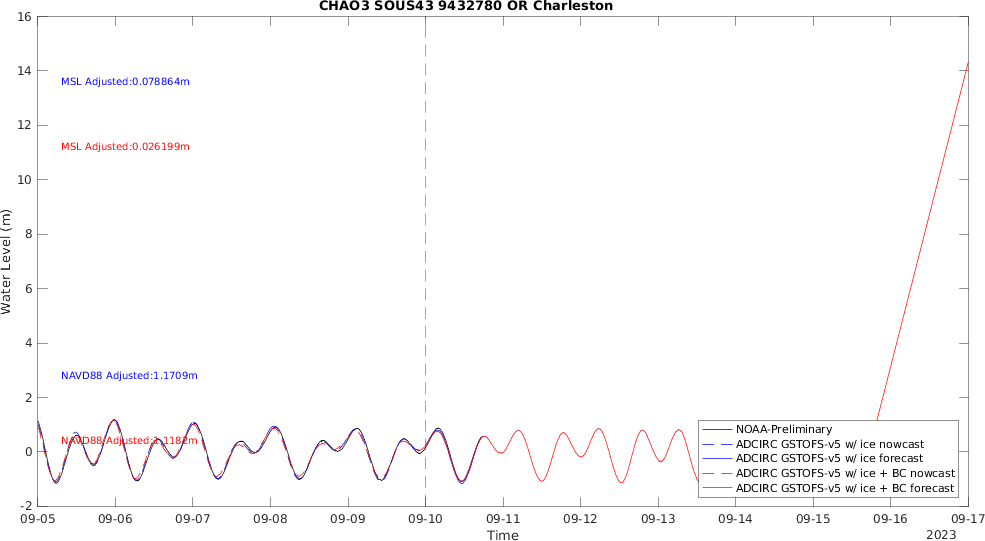 CHAO3 SOUS43 9432780 OR Charleston
16
14
12
10
8
6
4
2
0
-2
Water Level (m)
MSL Adjusted:0.078864m
MSL Adjusted:0.026199m
NAVD88 Adjusted:1.1709m
NAVD88 Adjusted:1.1182m
NOAA-Preliminary
ADCIRC GSTOFS-v5 w/ ice nowcast
ADCIRC GSTOFS-v5 w/ ice forecast
ADCIRC GSTOFS-v5 w/ ice + BC nowcast
ADCIRC GSTOFS-v5 w/ ice + BC forecast
09-05 09-06 09-07 09-08 09-09 09-10 09-11 09-12 09-13 09-14 09-15 09-16 09-17
Time
2023